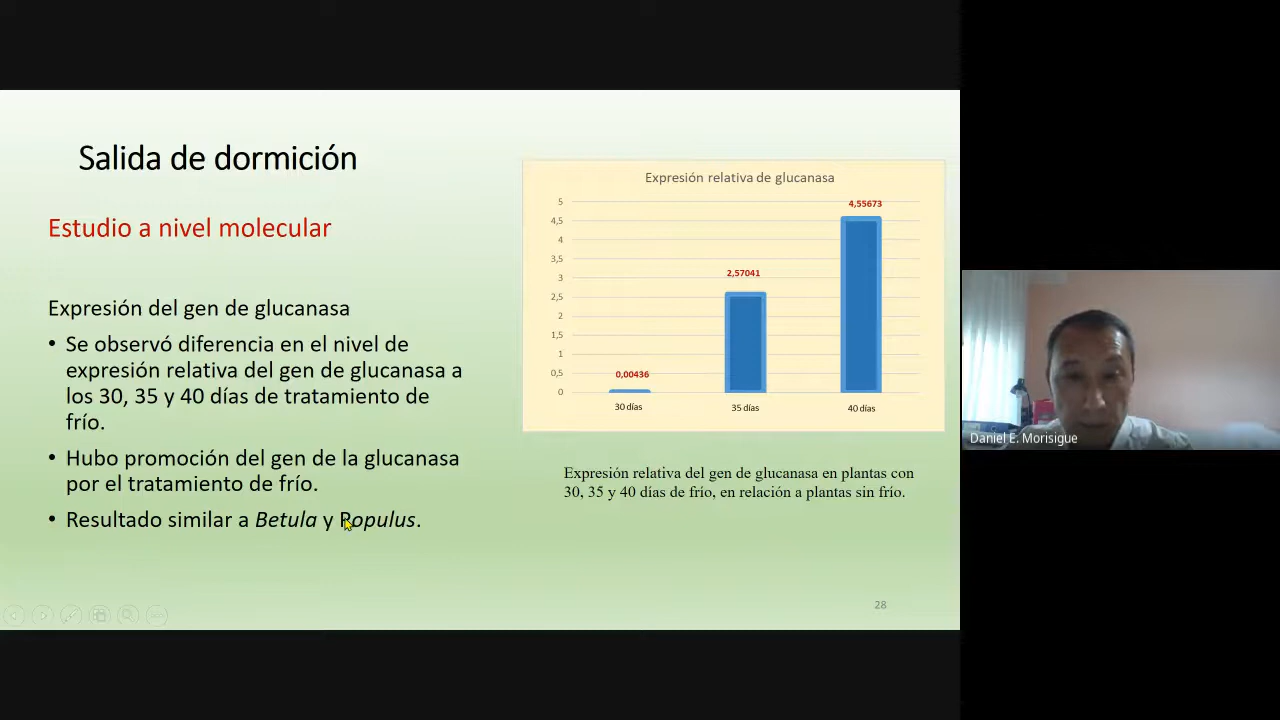 Salida de dormición
Estudio a nivel molecular
Expresión del gen de glucanasa
• Se observó diferencia en el nivel de
expresión relativa del gen de glucanasa a
los 30, 35 y 40 días de tratamiento de
frío.
• Hubo promoción del gen de la glucanasa
por el tratamiento de frío.
• Resultado similar a Betula y Populus.
Expresión relativa de glucanasa
5
4,5
4
3,5
3
2,5
2
1,5
1
0,5
0
0,00436
2,57041
4,55673
30 días
35 días
40 días
Expresión relativa del gen de glucanasa en plantas con
30, 35 y 40 días de frío, en relación a plantas sin frío.
28
Daniel E. Morisigue